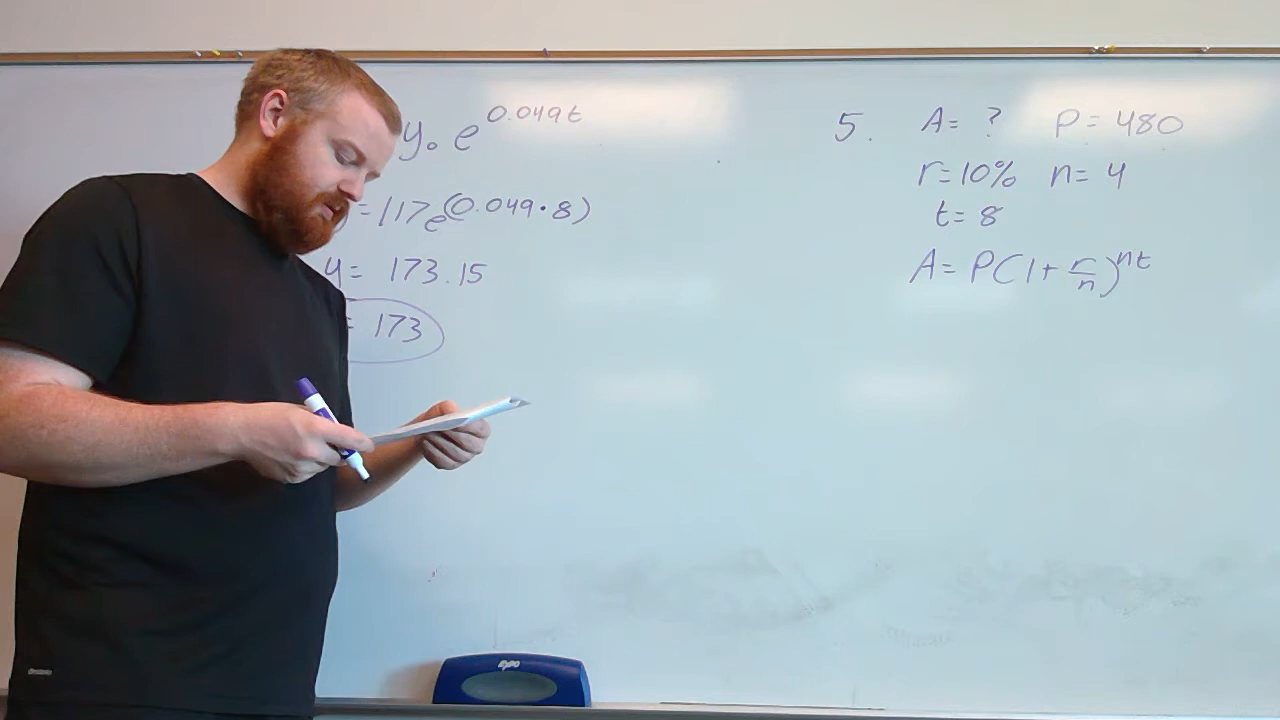 y₀ e^0.049t
=117e^(0.049·8)
y= 173.15
= 173
5. A= ? P=480
r=10% n= 4
t= 8
A= P(1+ r/n)^nt
expo